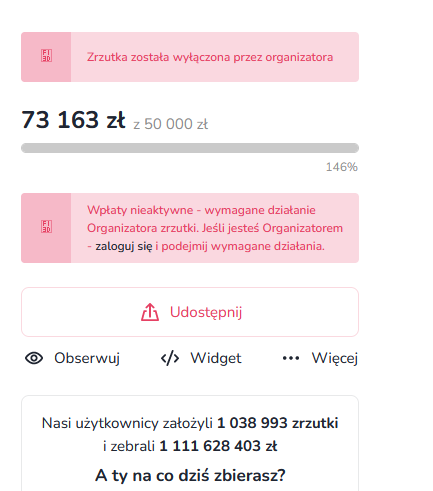 Zrzutka została wyłączona przez organizatora
73 163 zł z 50 000 zł
146%
Wpłaty nieaktywne - wymagane działanie
Organizatora zrzutki. Jeśli jesteś Organizatorem
- zaloguj się i podejmij wymagane działania.
Udostępnij
Obserwuj Widget Więcej
Nasi użytkownicy założyli 1 038 993 zrzutki
i zebrali 1 111 628 403 zł
A ty na co dziś zbierasz?